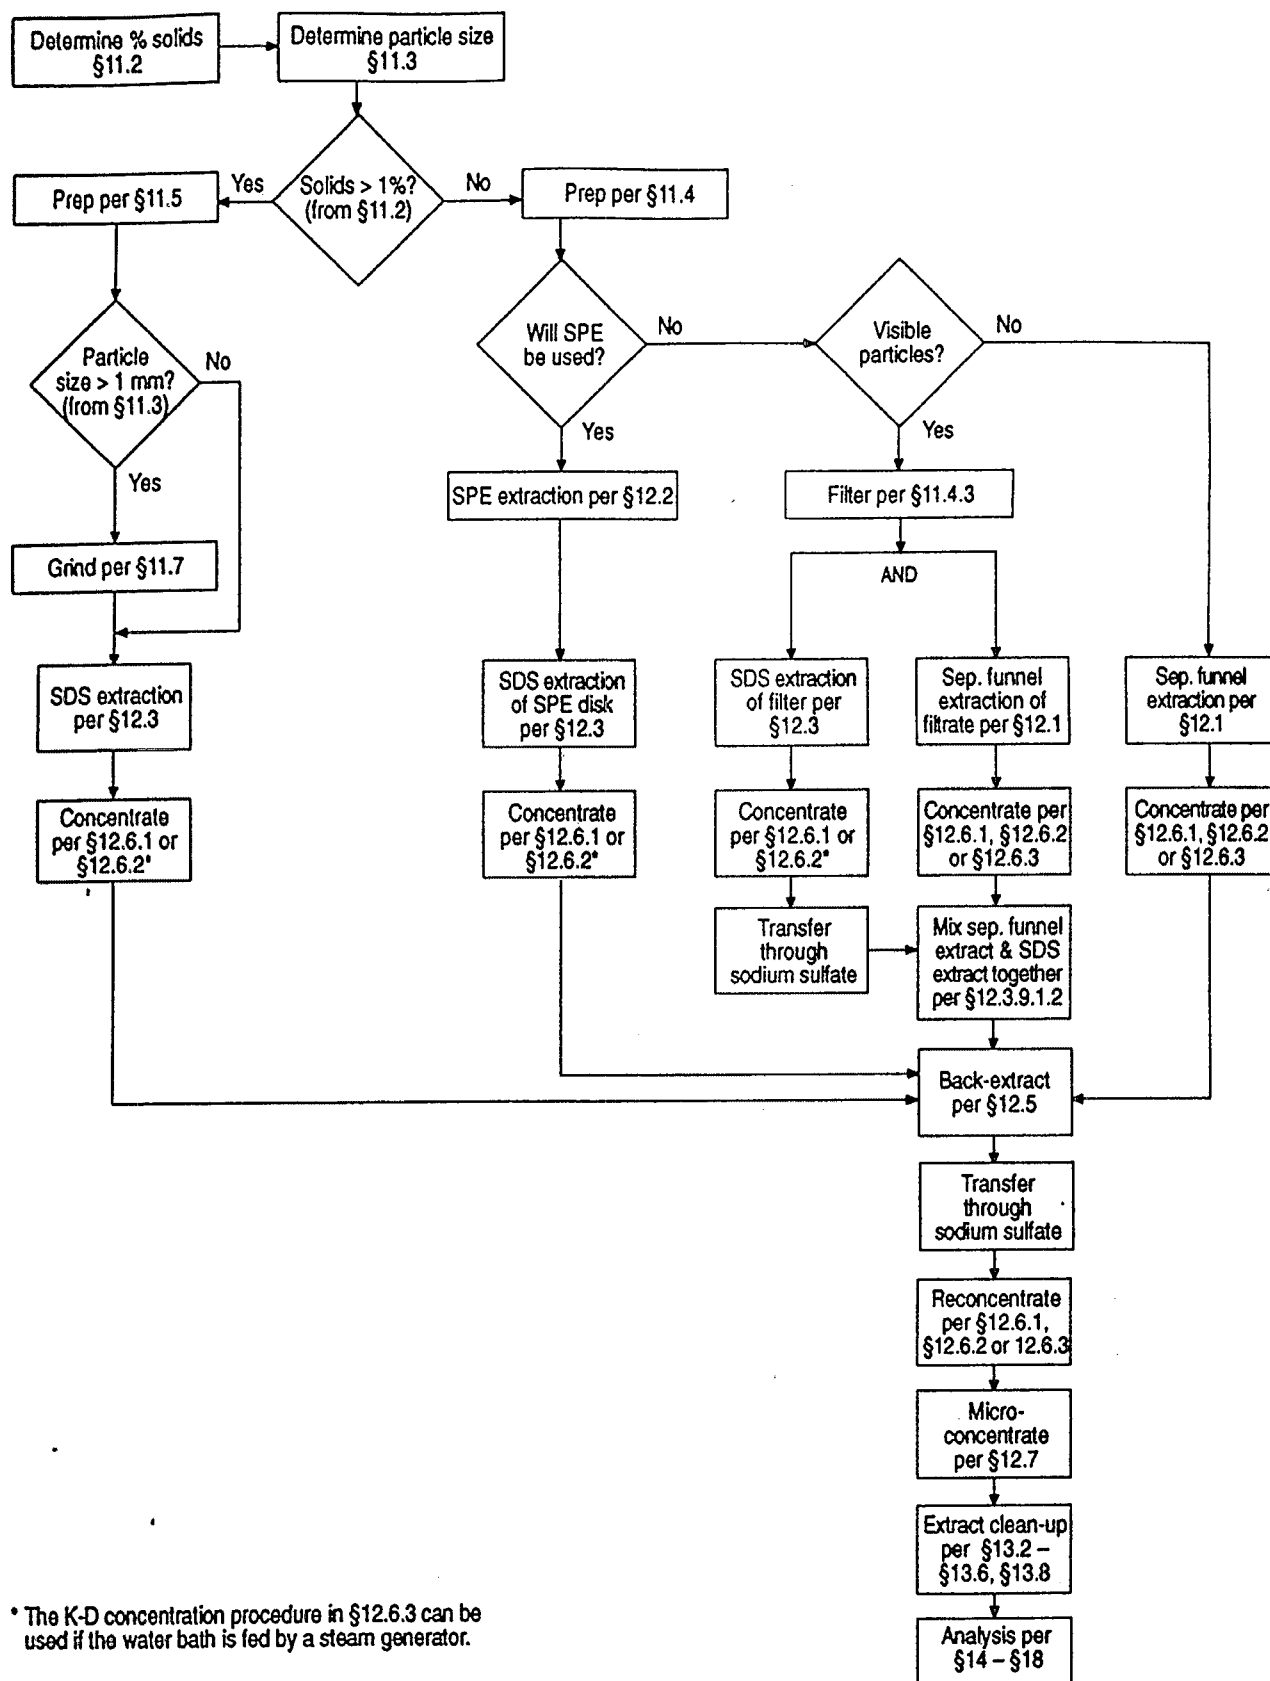 Determine % solids
§11.2
Determine particle size
§11.3
Solids > 1%?
(from §11.2)
Yes
No
Prep per §11.5
Prep per §11.4
Particle
size > 1 mm?
(from §11.3)
No
Yes
Will SPE
be used?
No
Yes
Visible
particles?
No
Yes
Grind per §11.7
SPE extraction per §12.2
Filter per §11.4.3
AND
SDS extraction
per §12.3
SDS extraction
of SPE disk
per §12.3
SDS extraction
of filter per
§12.3
Sep. funnel
extraction of
filtrate per §12.1
Sep. funnel
extraction per
§12.1
Concentrate
per §12.6.1 or
§12.6.2*
Concentrate
per §12.6.1 or
§12.6.2*
Concentrate
per §12.6.1 or
§12.6.2*
Concentrate per
§12.6.1, §12.6.2
or §12.6.3
Concentrate per
§12.6.1, §12.6.2
or §12.6.3
Transfer
through
sodium sulfate
Mix sep. funnel
extract & SDS
extract together
per §12.3.9.1.2
Back-extract
per §12.5
Transfer
through
sodium sulfate
Reconcentrate
per §12.6.1,
§12.6.2 or 12.6.3
Micro-
concentrate
per §12.7
Extract clean-up
per §13.2 –
§13.6, §13.8
Analysis per
§14 – §18
* The K-D concentration procedure in §12.6.3 can be
used if the water bath is fed by a steam generator.